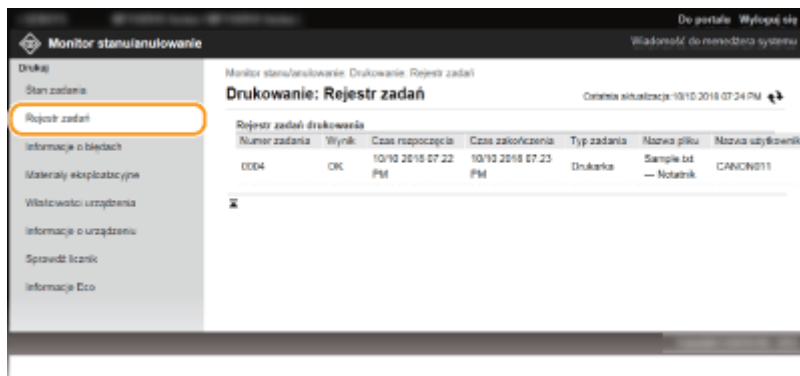 Do portalu Wyloguj się
Monitor stanu/anulowanie
Wiadomość do menedżera systemu
Drukuj
Stan zadania
Rejestr zadań
Informacje o błędach
Materiały eksploatacyjne
Właściwości urządzenia
Informacje o urządzeniu
Sprawdź licznik
Informacje Eco
Monitor stanu/anulowanie: Drukowanie: Rejestr zadań
Drukowanie: Rejestr zadań
Ostatnia aktualizacja: 10/10 2018 07:24 PM
Rejestr zadań drukowania
Numer zadania Wynik Czas rozpoczęcia Czas zakończenia Typ zadania Nazwa pliku Nazwa użytkownik
0004 OK 10/10 2018 07:22 PM 10/10 2018 07:23 PM Drukarka Sample.txt — Notatnik CANON011